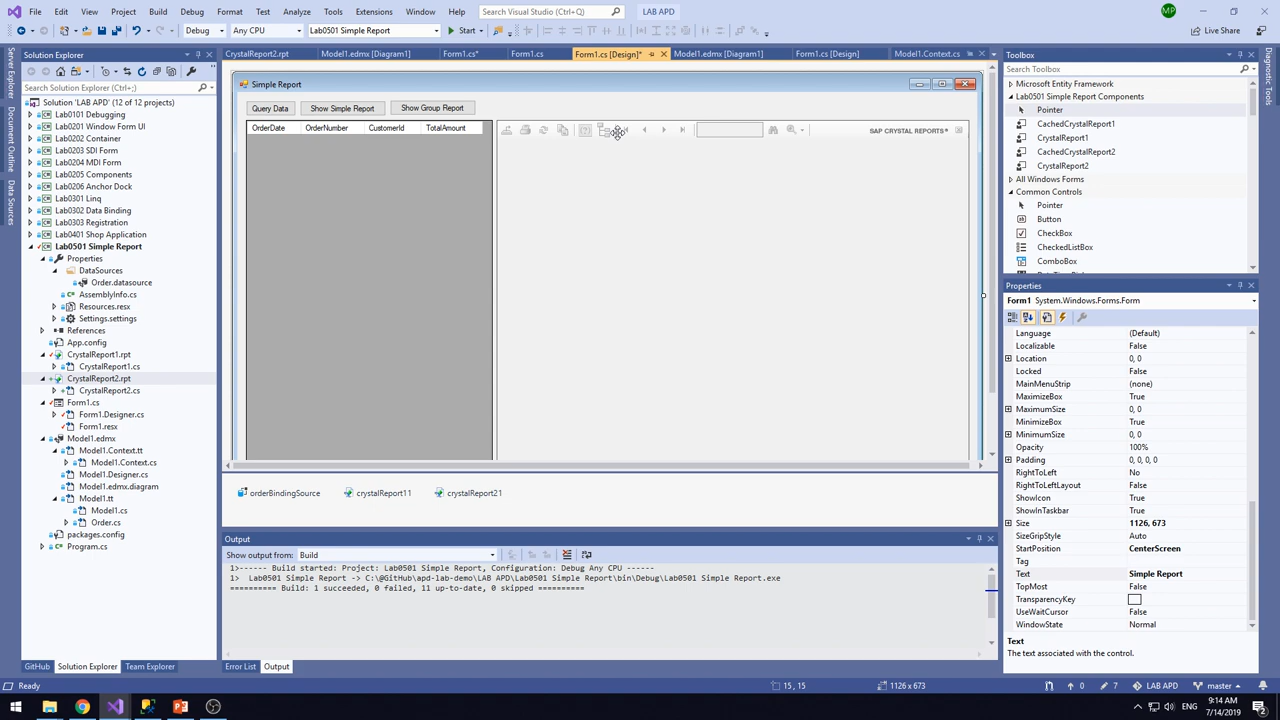 File Edit View Project Build Debug Format Test Analyze Tools Extensions Window Help Search Visual Studio LAB APD MP
Debug Any CPU Lab0501 Simple Report Start Live Share
Server Explorer
Document Outline
Data Sources
Solution Explorer
Search Solution Explorer (Ctrl+;)
Solution 'LAB APD' (12 of 12 projects)
Lab0101 Debugging
Lab0201 Window Form UI
Lab0202 Container
Lab0203 SDI Form
Lab0204 MDI Form
Lab0205 Components
Lab0206 Anchor Dock
Lab0301 Linq
Lab0302 Data Binding
Lab0303 Registration
Lab0401 Shop Application
Lab0501 Simple Report
Properties
DataSources
Order.datasource
AssemblyInfo.cs
Resources.resx
Settings.settings
References
App.config
CrystalReport1.rpt
CrystalReport1.cs
CrystalReport2.rpt
CrystalReport2.cs
Form1.cs
Form1.Designer.cs
Form1.resx
Model1.edmx
Model1.Context.tt
Model1.Context.cs
Model1.Designer.cs
Model1.edmx.diagram
Model1.tt
Model1.cs
Order.cs
packages.config
Program.cs
GitHub Solution Explorer Team Explorer
CrystalReport2.rpt Model1.edmx [Diagram1] Form1.cs* Form1.cs Form1.cs [Design]* Model1.edmx [Diagram1] Form1.cs [Design] Model1.Context.cs
Simple Report
Query Data Show Simple Report Show Group Report
OrderDate OrderNumber CustomerId TotalAmount
SAP CRYSTAL REPORTS®
orderBindingSource crystalReport11 crystalReport21
Output
Show output from: Build
1>------ Build started: Project: Lab0501 Simple Report, Configuration: Debug Any CPU ------
1> Lab0501 Simple Report -> C:\@GitHub\apd-lab-demo\LAB APD\Lab0501 Simple Report\bin\Debug\Lab0501 Simple Report.exe
========== Build: 1 succeeded, 0 failed, 11 up-to-date, 0 skipped ==========
Error List Output
Toolbox
Search Toolbox
Microsoft Entity Framework
Lab0501 Simple Report Components
Pointer
CachedCrystalReport1
CrystalReport1
CachedCrystalReport2
CrystalReport2
All Windows Forms
Common Controls
Pointer
Button
CheckBox
CheckedListBox
ComboBox
Diagnostic Tools
Properties
Form1 System.Windows.Forms.Form
Language (Default)
Localizable False
Location 0, 0
Locked False
MainMenuStrip (none)
MaximizeBox True
MaximumSize 0, 0
MinimizeBox True
MinimumSize 0, 0
Opacity 100%
Padding 0, 0, 0, 0
RightToLeft No
RightToLeftLayout False
ShowIcon True
ShowInTaskbar True
Size 1126, 673
SizeGripStyle Auto
StartPosition CenterScreen
Tag
Text Simple Report
TopMost False
TransparencyKey
UseWaitCursor False
WindowState Normal
Text
The text associated with the control.
Ready 15 , 15 1126 x 673 0 7 LAB APD master
ENG 9:14 AM
7/14/2019
2